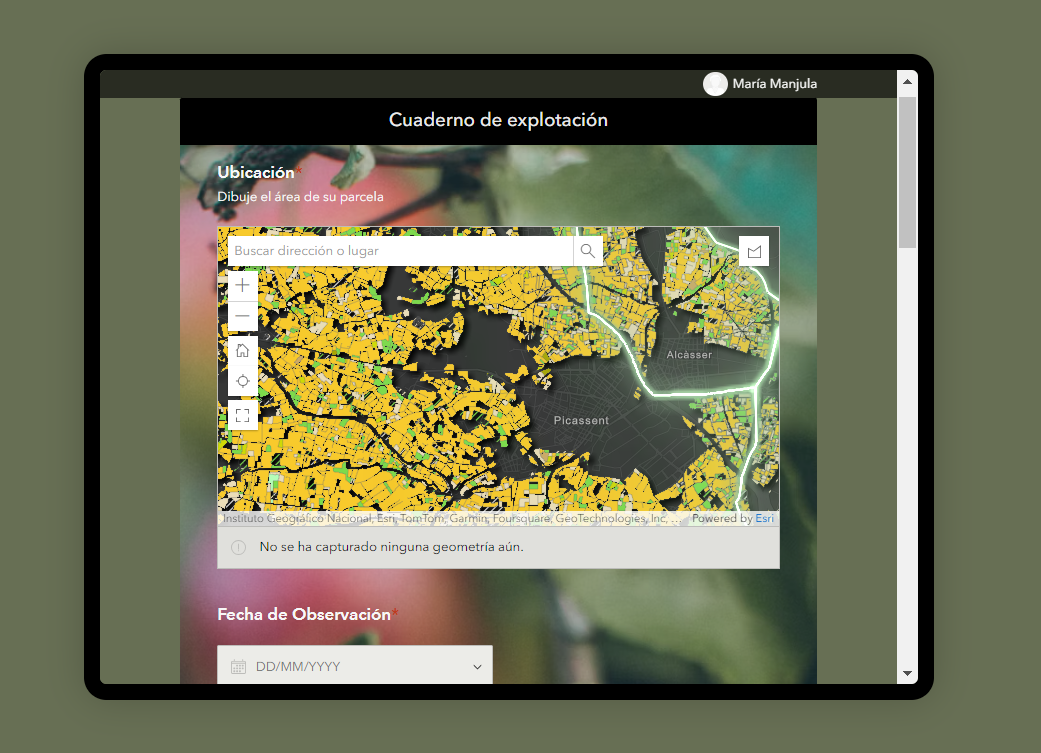 María Manjula
Cuaderno de explotación
Ubicación*
Dibuje el área de su parcela
Buscar dirección o lugar
Alcàsser
Picassent
Instituto Geográfico Nacional, Esri, TomTom, Garmin, Foursquare, GeoTechnologies, Inc, ... Powered by Esri
No se ha capturado ninguna geometría aún.
Fecha de Observación*
DD/MM/YYYY